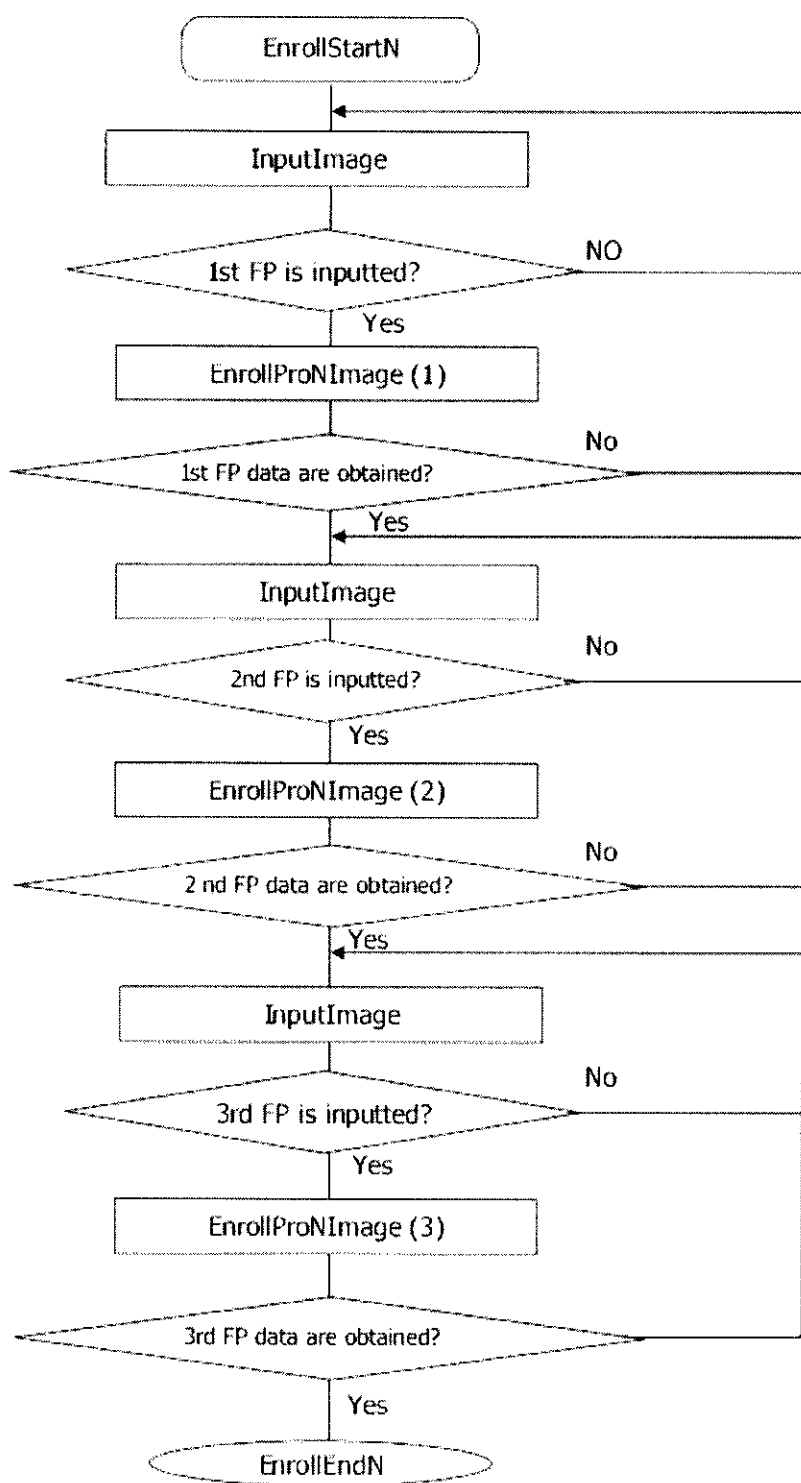 EnrollStartN
InputImage
1st FP is inputted?
NO
Yes
EnrollProNImage (1)
No
1st FP data are obtained?
Yes
InputImage
No
2nd FP is inputted?
Yes
EnrollProNImage (2)
No
2 nd FP data are obtained?
Yes
InputImage
No
3rd FP is inputted?
Yes
EnrollProNImage (3)
3rd FP data are obtained?
Yes
EnrollEndN